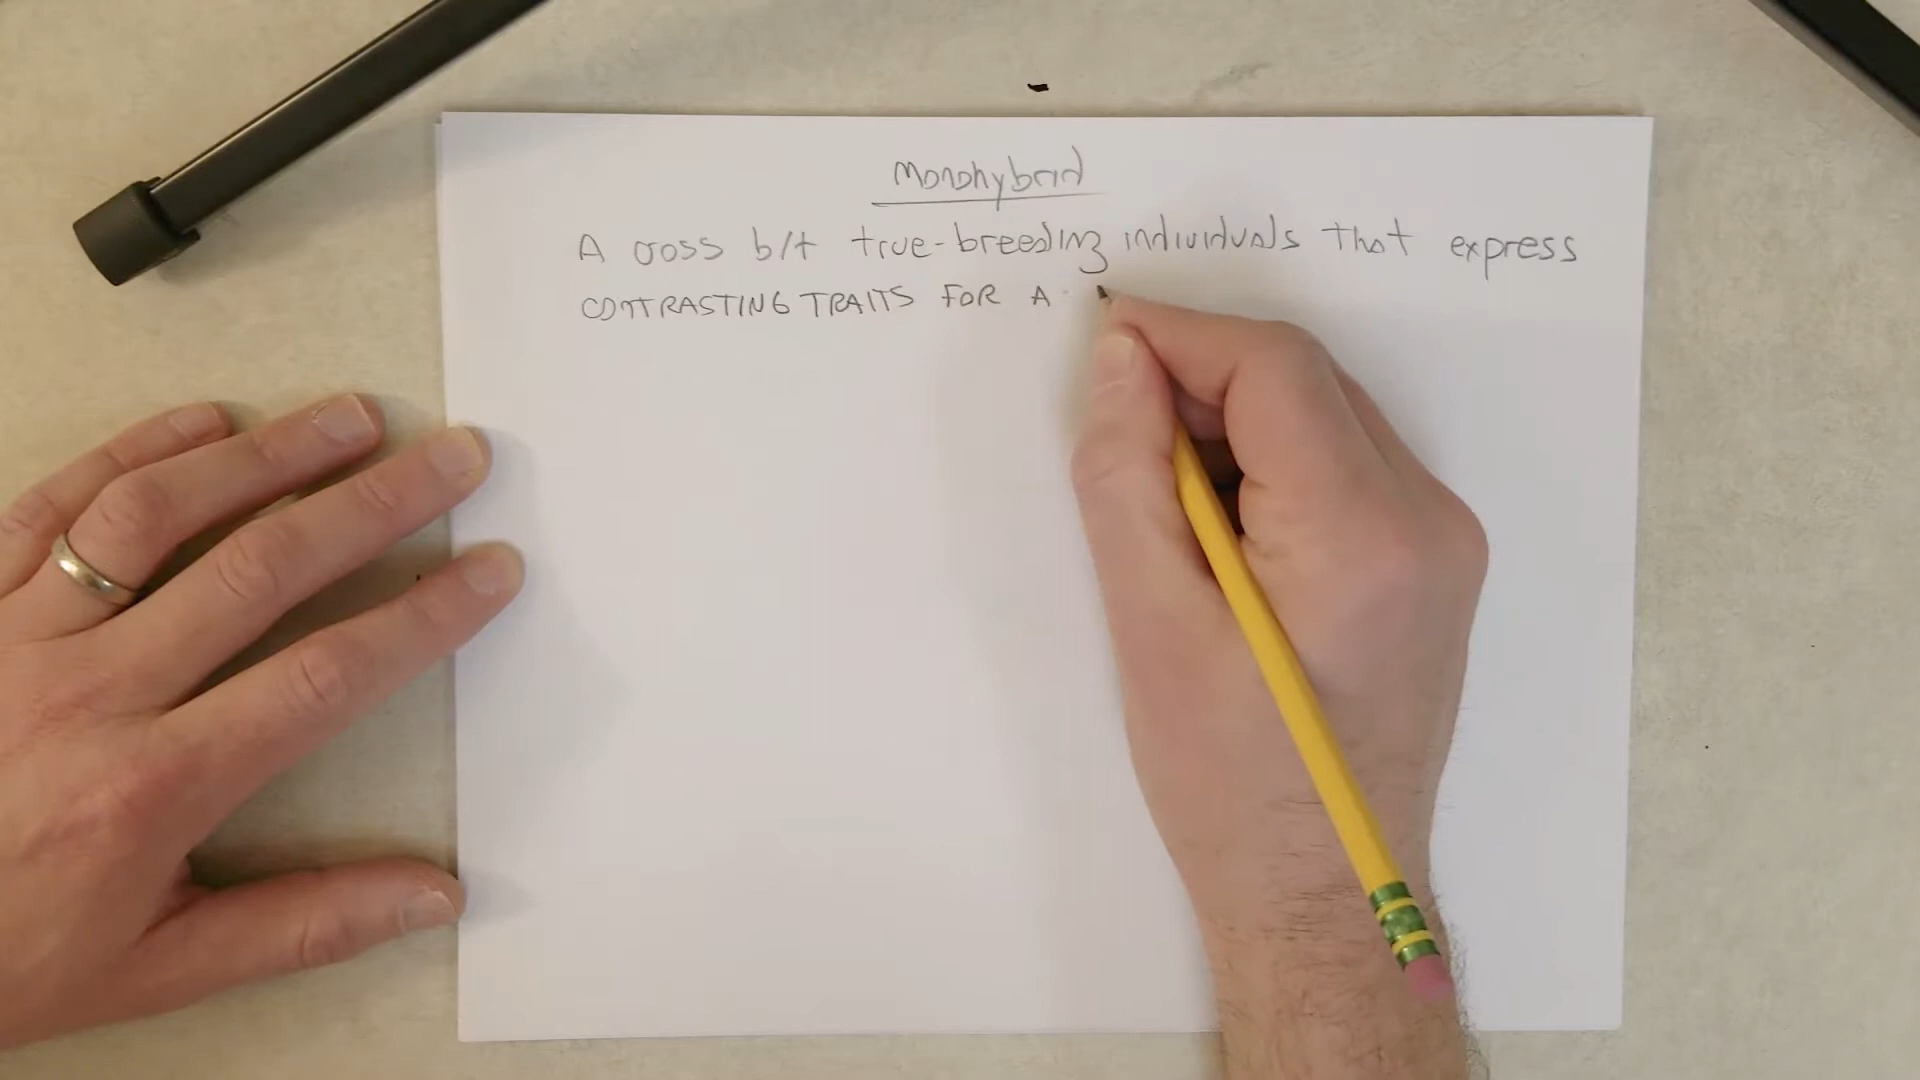 Monohybrid
A cross b/t true-breeding individuals that express
CONTRASTING TRAITS FOR A